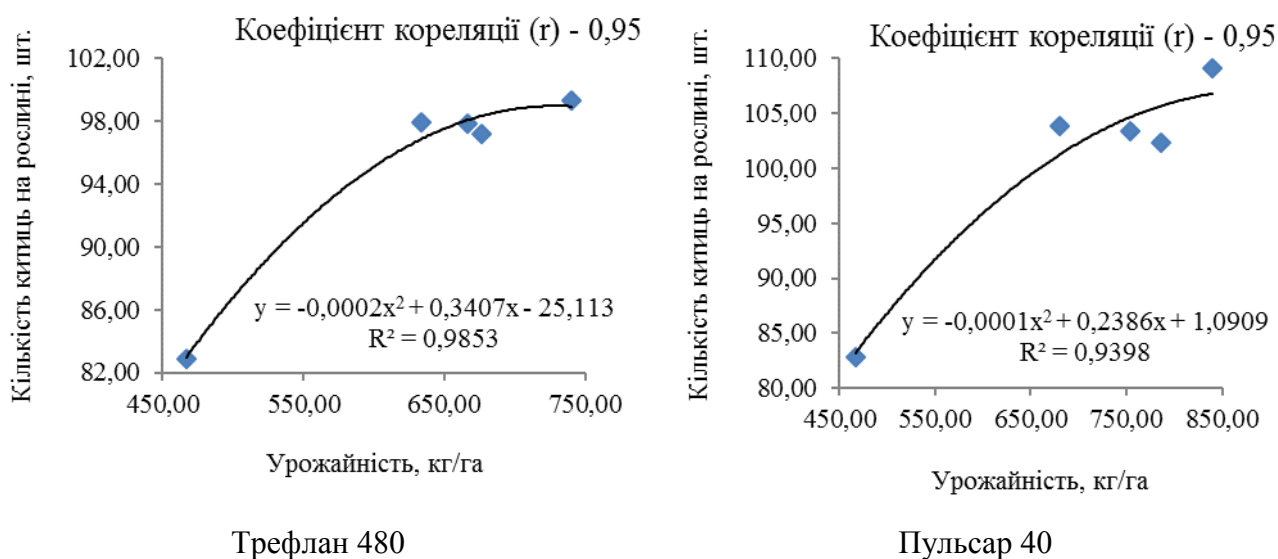 Коефіцієнт кореляції (r) - 0,95
Кількість китиць на рослині, шт.
102,00
98,00
94,00
90,00
86,00
82,00
y = -0,0002x² + 0,3407x - 25,113
R² = 0,9853
450,00 550,00 650,00 750,00
Урожайність, кг/га
Трефлан 480
Коефіцієнт кореляції (r) - 0,95
Кількість китиць на рослині, шт.
110,00
105,00
100,00
95,00
90,00
85,00
80,00
y = -0,0001x² + 0,2386x + 1,0909
R² = 0,9398
450,00 550,00 650,00 750,00 850,00
Урожайність, кг/га
Пульсар 40